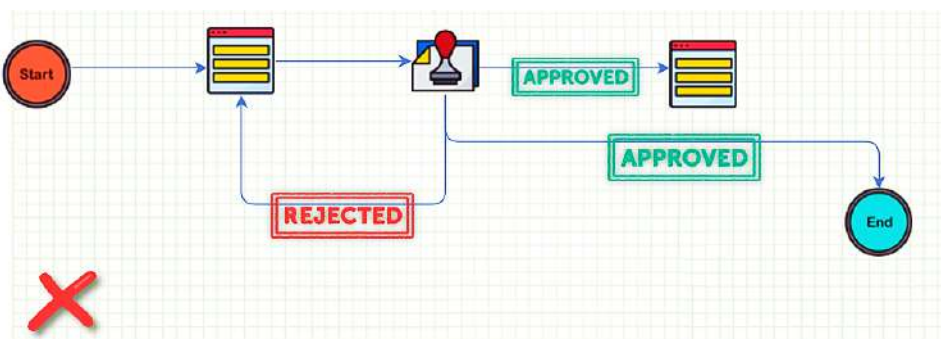 Start
APPROVED
APPROVED
REJECTED
End